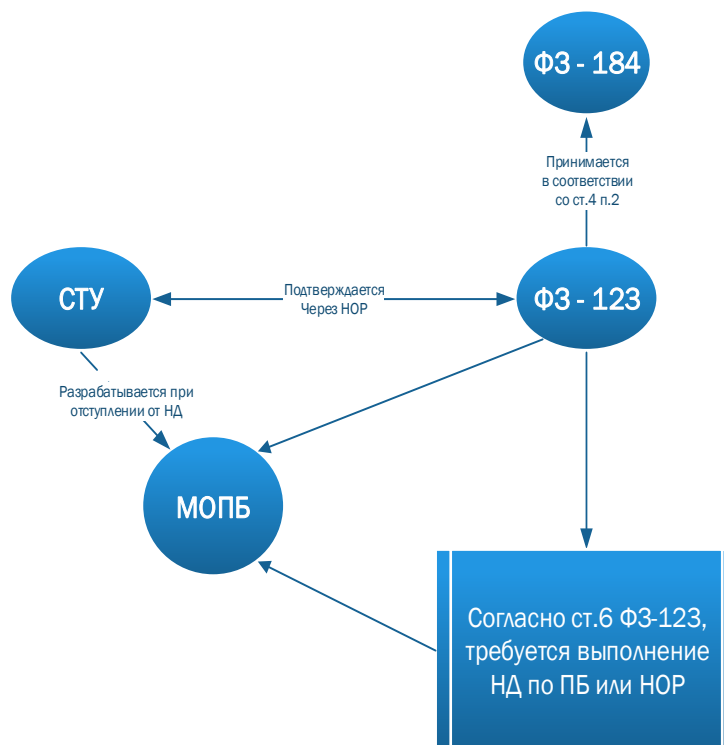 ФЗ - 184
Принимается
в соответствии
со ст.4 п.2
СТУ
Подтверждается
Через НОР
ФЗ - 123
Разрабатывается при
отступлении от НД
МОПБ
Согласно ст.6 ФЗ-123,
требуется выполнение
НД по ПБ или НОР